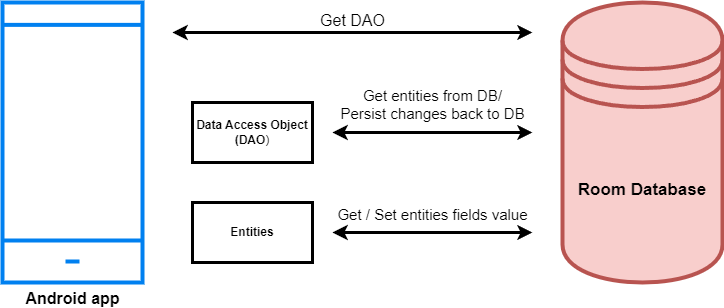 Get DAO
Get entities from DB/
Persist changes back to DB
Data Access Object
(DAO)
Room Database
Get / Set entities fields value
Entities
Android app